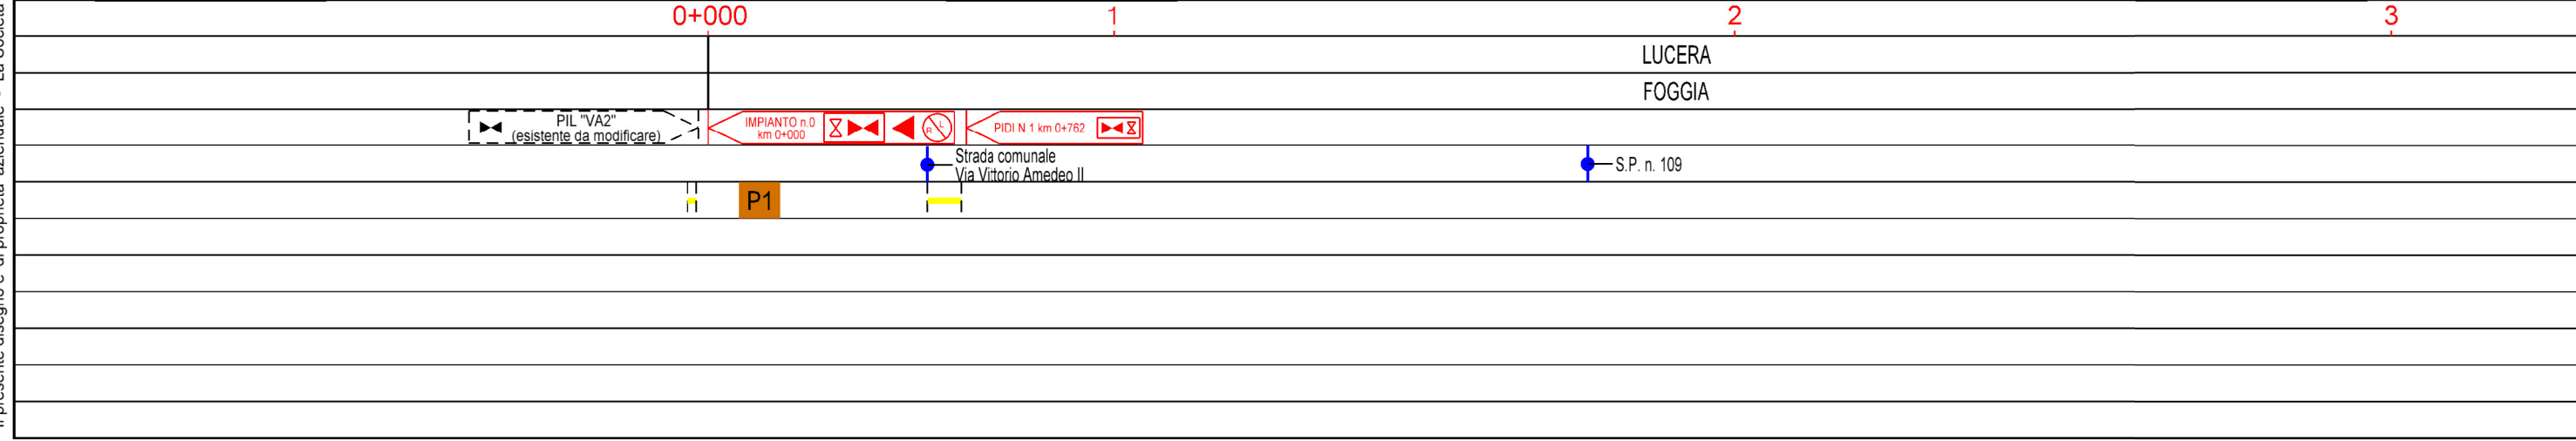 0+000 1 2 3
LUCERA
FOGGIA
PIL "VA2"
(esistente da modificare)
IMPIANTO n.0
km 0+000
R L
PIDI N 1 km 0+762
Strada comunale
Via Vittorio Amedeo II
S.P. n. 109
P1